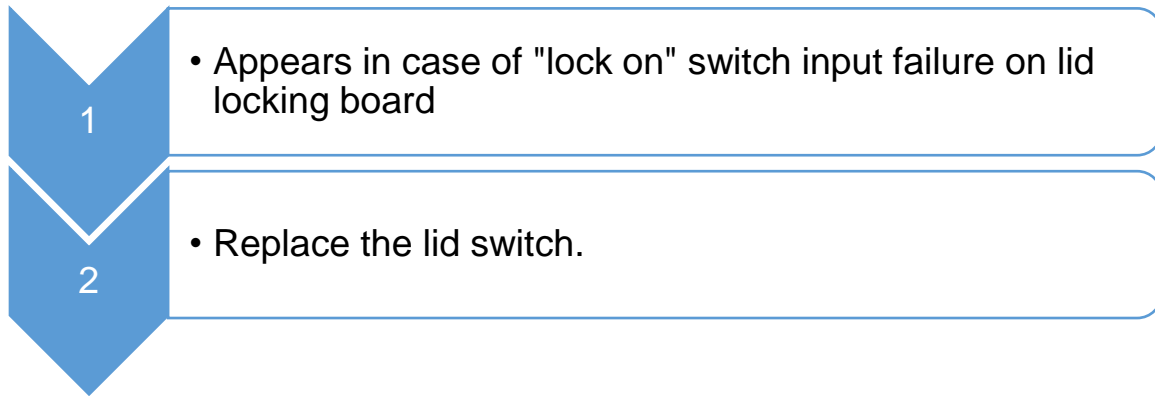 1
• Appears in case of "lock on" switch input failure on lid
locking board
2
• Replace the lid switch.